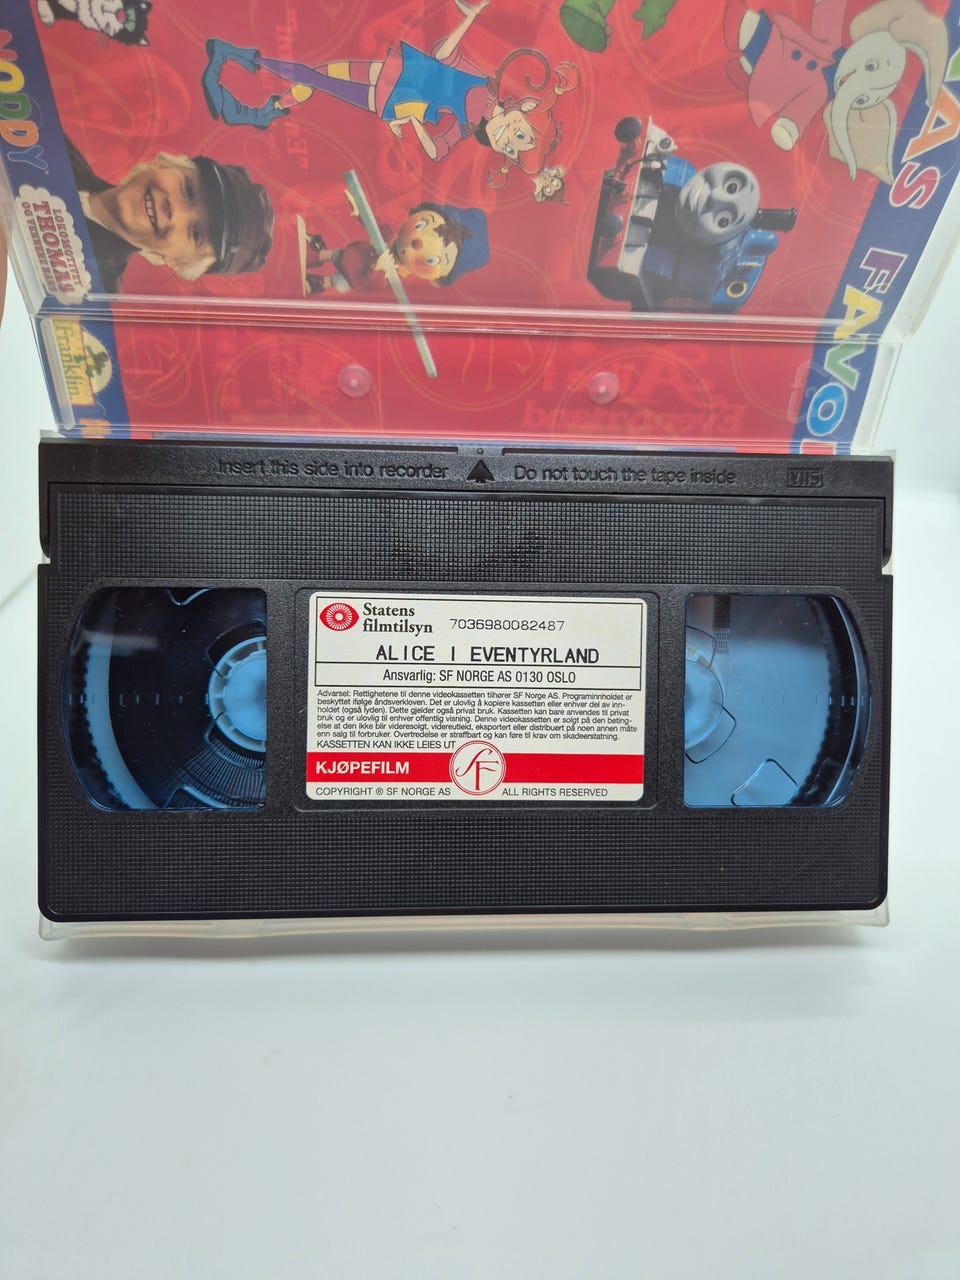 NODDY
LOKOMOTIVET
THOMAS
OG VENNENE HANS
Franklin
NAS FAVO
Insert this side into recorder
Do not touch the tape inside
VHS
Statens
filmtilsyn
7036980082487
ALICE I EVENTYRLAND
Ansvarlig: SF NORGE AS 0130 OSLO
Advarsel: Rettighetene til denne videokassetten tilhører SF Norge AS. Programinnholdet er
beskyttet ifølge åndsverkloven. Det er ulovlig å kopiere kassetten eller enhver del av inn-
holdet (også lyden). Dette gjelder også privat bruk. Kassetten kan bare anvendes til privat
bruk og er ulovlig til enhver offentlig visning. Denne videokassetten er solgt på den beting-
else at den ikke blir videresolgt, videreutleid, eksportert eller distribuert på noen annen måte
enn salg til forbruker. Overtredelse er straffbart og kan føre til krav om skadeerstatning.
KASSETTEN KAN IKKE LEIES UT
KJØPEFILM
SF
COPYRIGHT ® SF NORGE AS
ALL RIGHTS RESERVED